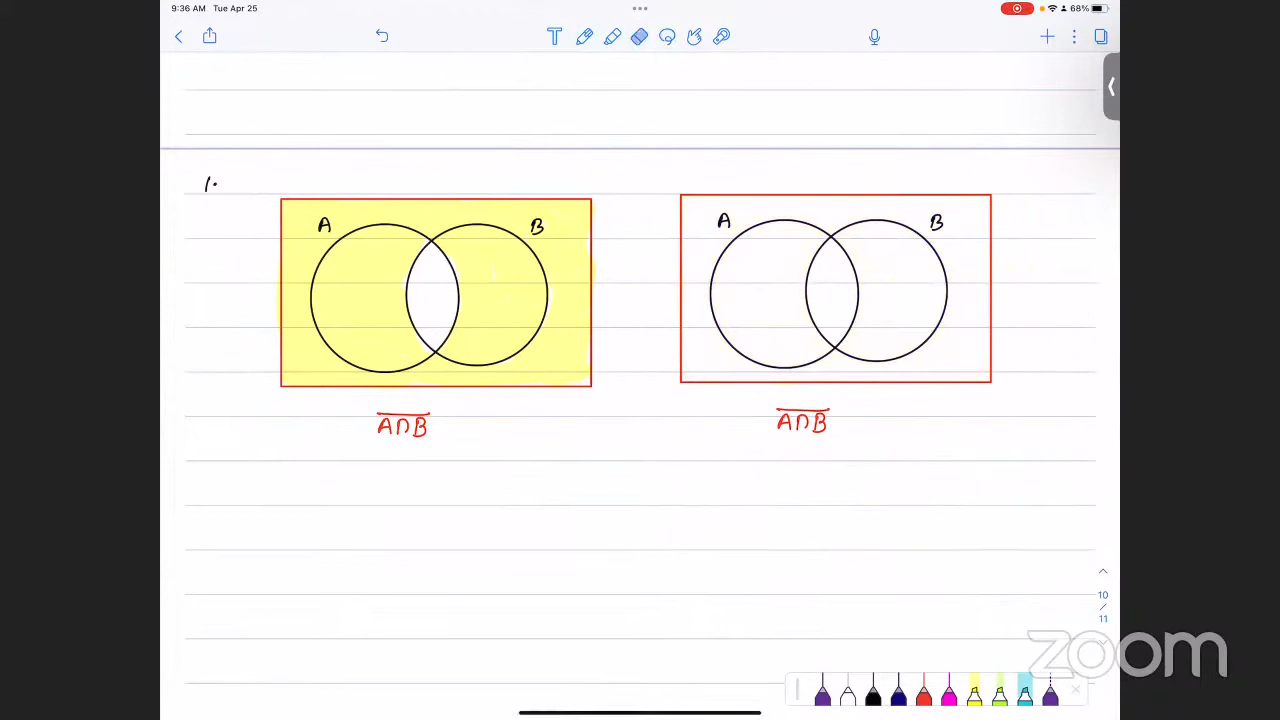 9:36 AM Tue Apr 25
68%
1.
A B
A B
A∩B
A∩B
10
/
11
zoom